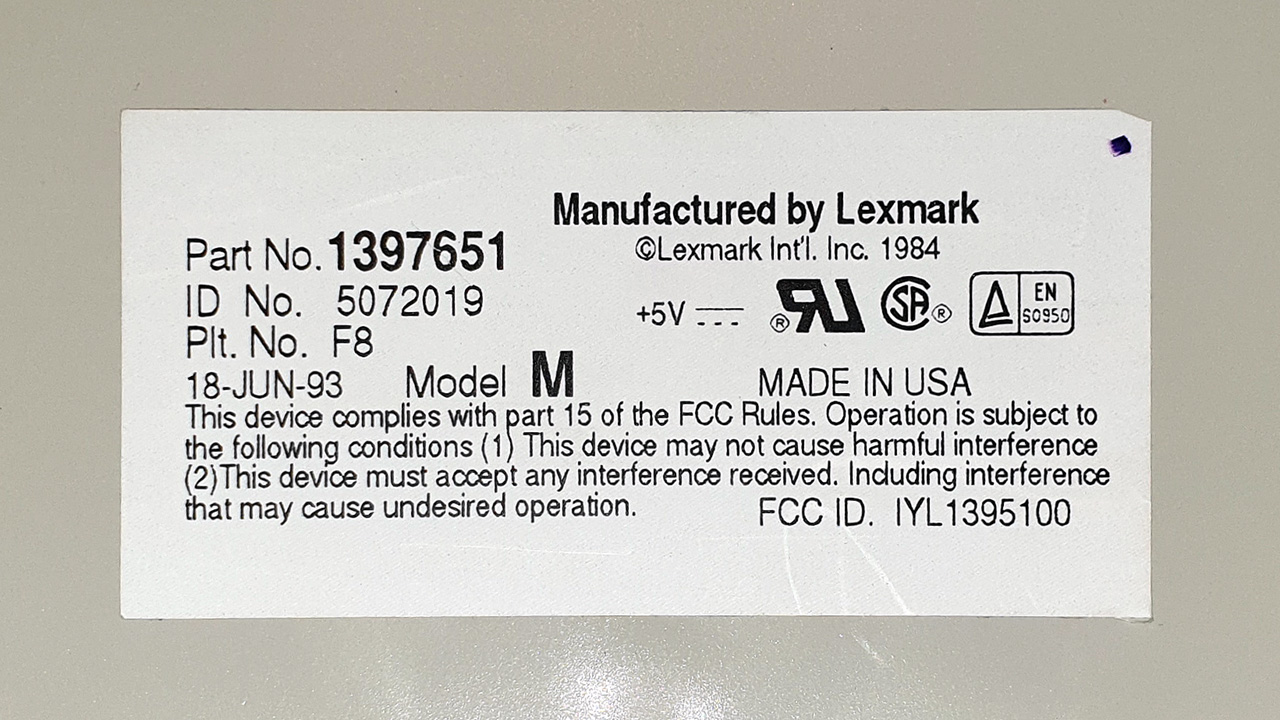 Manufactured by Lexmark
Part No. 1397651
©Lexmark Int'l. Inc. 1984
ID No. 5072019
+5V
® RU SA ® EN
S0950
Plt. No. F8
18-JUN-93 Model M MADE IN USA
This device complies with part 15 of the FCC Rules. Operation is subject to
the following conditions (1) This device may not cause harmful interference
(2)This device must accept any interference received. Including interference
that may cause undesired operation. FCC ID. IYL1395100